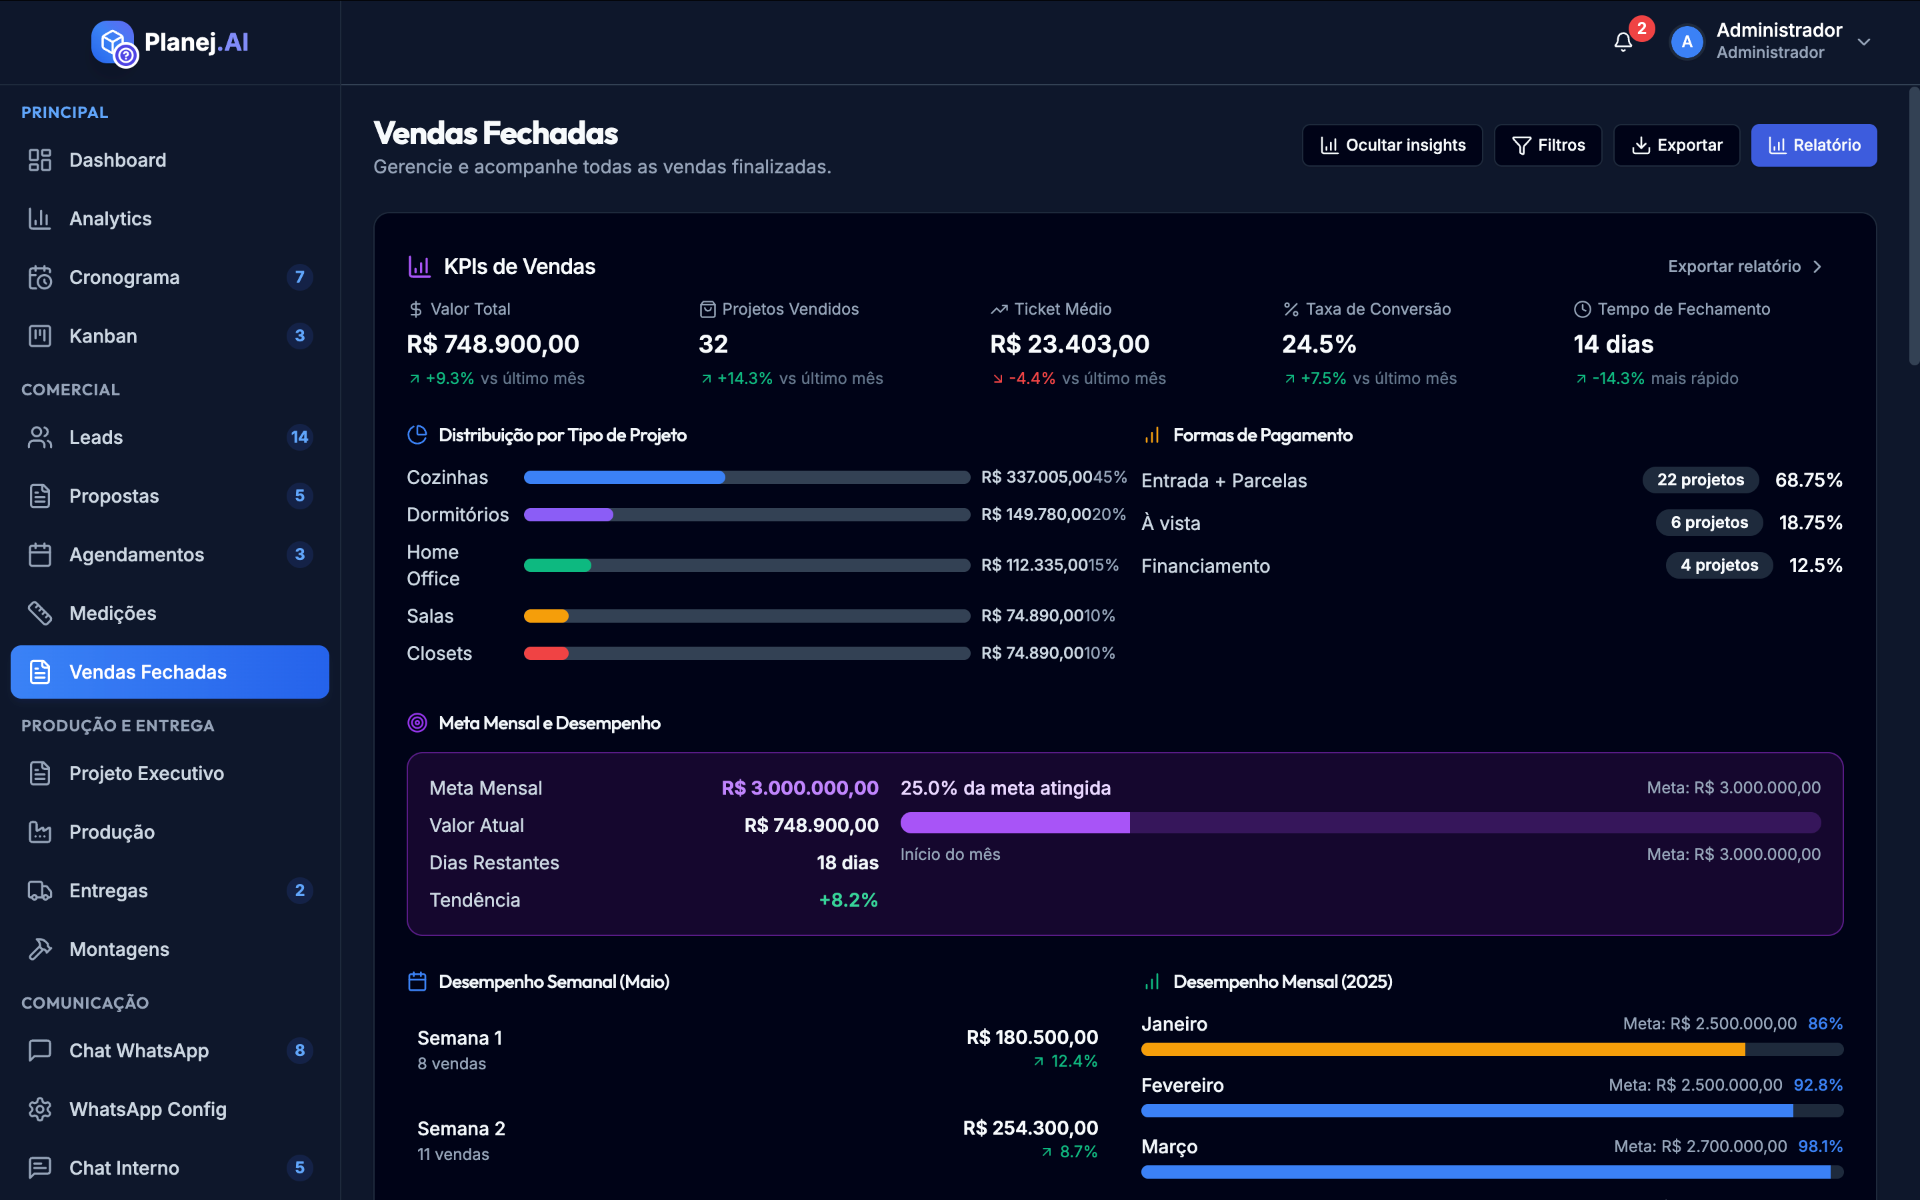 Planej.AI
2
A
Administrador
Administrador
PRINCIPAL
Dashboard
Analytics
Cronograma 7
Kanban 3
COMERCIAL
Leads 14
Propostas 5
Agendamentos 3
Medições
Vendas Fechadas
PRODUÇÃO E ENTREGA
Projeto Executivo
Produção
Entregas 2
Montagens
COMUNICAÇÃO
Chat WhatsApp 8
WhatsApp Config
Chat Interno 5
Vendas Fechadas
Gerencie e acompanhe todas as vendas finalizadas.
Ocultar insights
Filtros
Exportar
Relatório
KPIs de Vendas
Exportar relatório
Valor Total
R$ 748.900,00
+9.3% vs último mês
Projetos Vendidos
32
+14.3% vs último mês
Ticket Médio
R$ 23.403,00
-4.4% vs último mês
Taxa de Conversão
24.5%
+7.5% vs último mês
Tempo de Fechamento
14 dias
-14.3% mais rápido
Distribuição por Tipo de Projeto
Cozinhas R$ 337.005,00 45%
Dormitórios R$ 149.780,00 20%
Home
Office R$ 112.335,00 15%
Salas R$ 74.890,00 10%
Closets R$ 74.890,00 10%
Formas de Pagamento
Entrada + Parcelas 22 projetos 68.75%
À vista 6 projetos 18.75%
Financiamento 4 projetos 12.5%
Meta Mensal e Desempenho
Meta Mensal R$ 3.000.000,00
Valor Atual R$ 748.900,00
Dias Restantes 18 dias
Tendência +8.2%
25.0% da meta atingida Meta: R$ 3.000.000,00
Início do mês Meta: R$ 3.000.000,00
Desempenho Semanal (Maio)
Semana 1 R$ 180.500,00
8 vendas 12.4%
Semana 2 R$ 254.300,00
11 vendas 8.7%
Desempenho Mensal (2025)
Janeiro Meta: R$ 2.500.000,00 86%
Fevereiro Meta: R$ 2.500.000,00 92.8%
Março Meta: R$ 2.700.000,00 98.1%